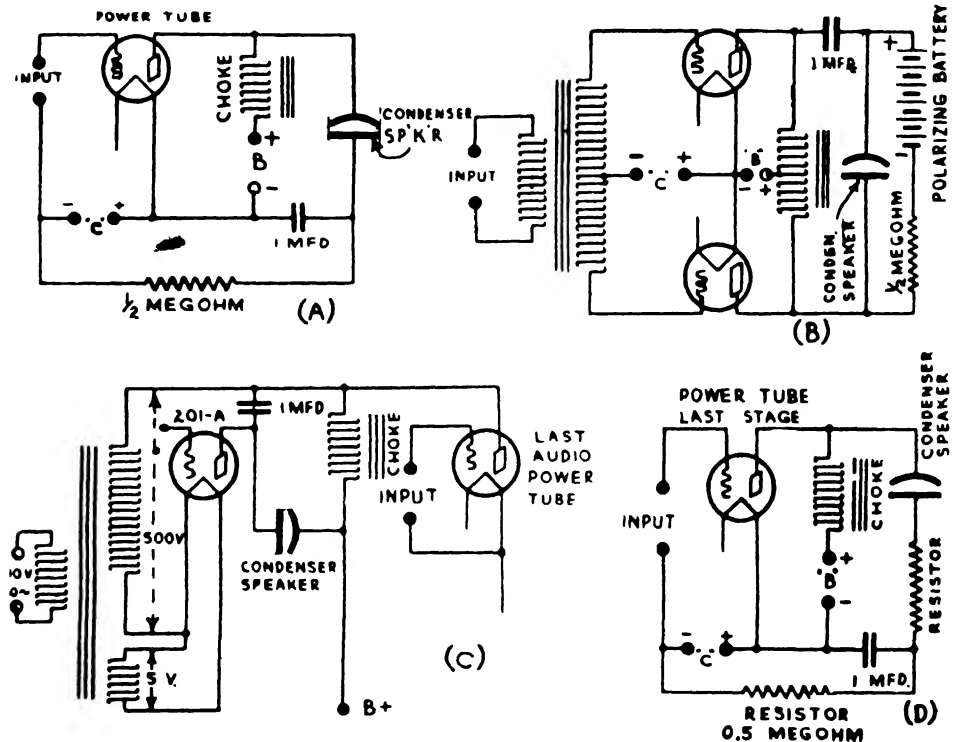 POWER TUBE
INPUT
CHOKE
+
B
-
CONDENSER
SP'K'R
- "C" +
1 MFD
½ MEGOHM
(A)
INPUT
- "C" +
"B"
- +
1 MFD.
+
-
POLARIZING BATTERY
CONDEN.
SPEAKER
½ MEGOHM
(B)
201-A
1 MFD
CHOKE
INPUT
LAST
AUDIO
POWER
TUBE
500V
CONDENSER
SPEAKER
5 V.
B+
(C)
POWER TUBE
LAST STAGE
INPUT
CHOKE
+
"B"
-
CONDENSER
SPEAKER
RESISTOR
- "C" +
1 MFD.
RESISTOR
0.5 MEGOHM
(D)